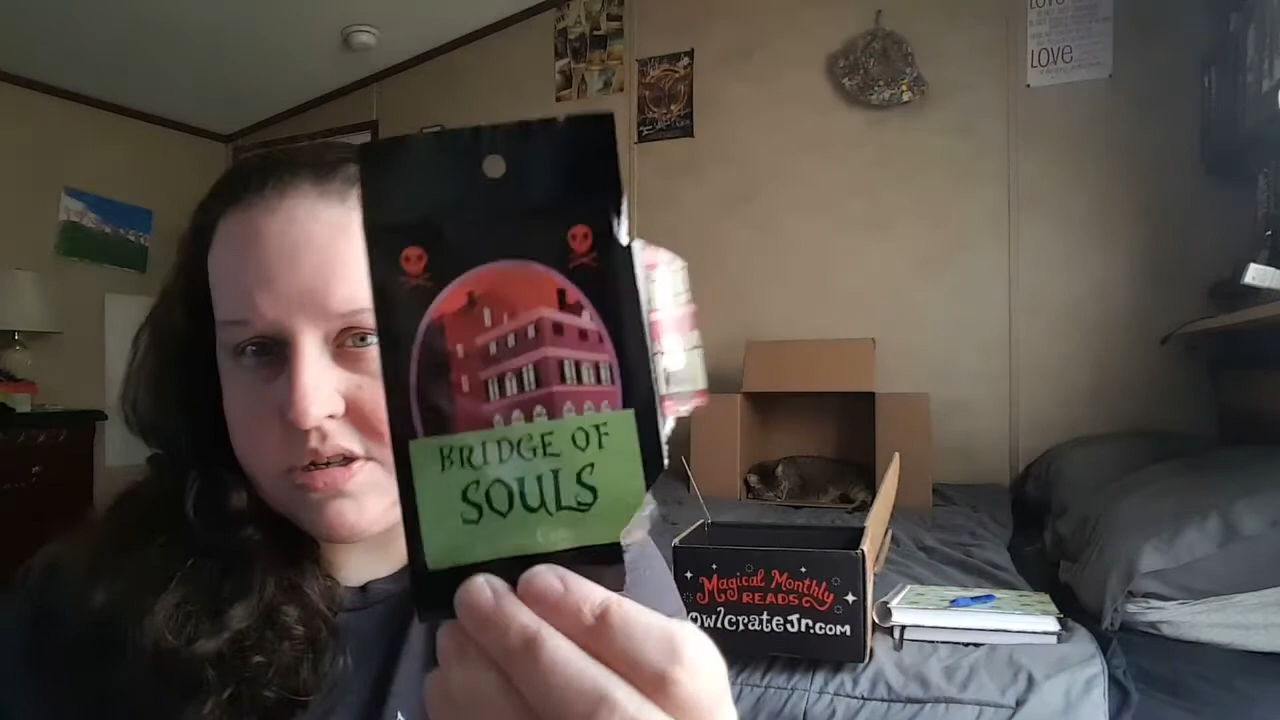 LOVE
LOVE
BRIDGE OF
SOULS
Magical Monthly
READS
OwlcrateJr.com